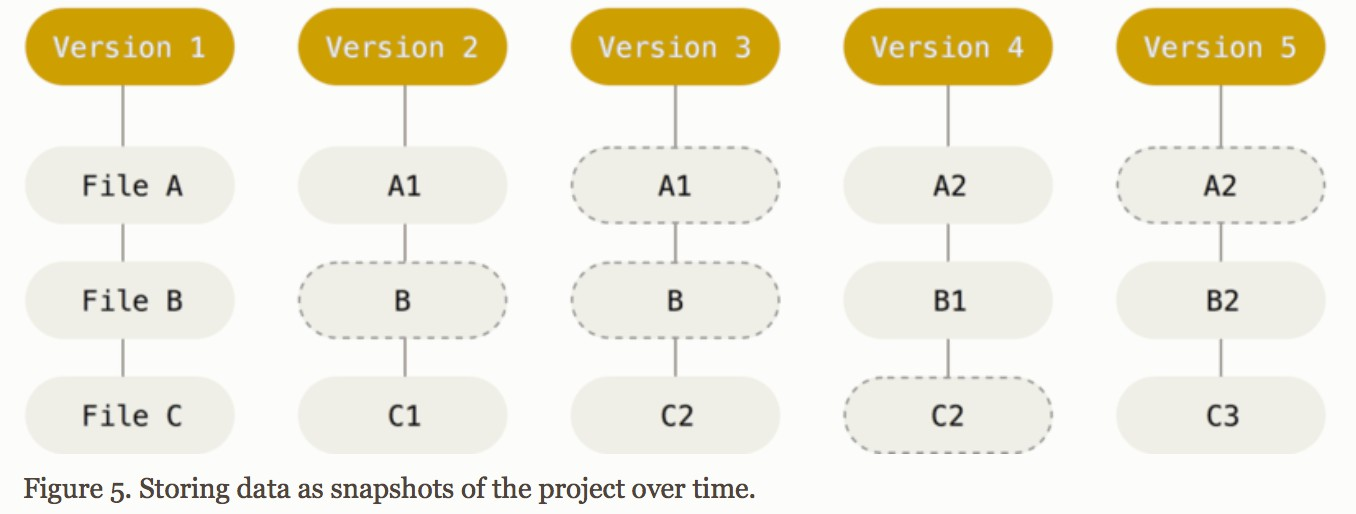 Version 1 Version 2 Version 3 Version 4 Version 5
File A A1 A1 A2 A2
File B B B B1 B2
File C C1 C2 C2 C3
Figure 5. Storing data as snapshots of the project over time.